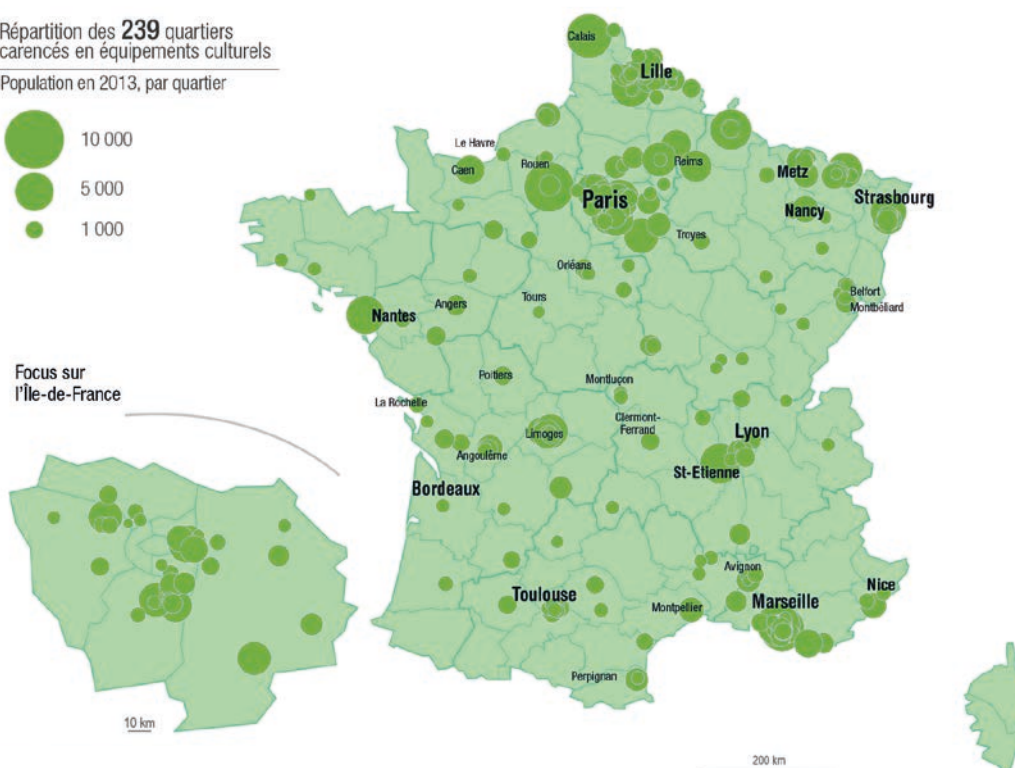 Répartition des 239 quartiers
carencés en équipements culturels
Population en 2013, par quartier
10 000
5 000
1 000
Calais
Lille
Le Havre
Caen
Rouen
Reims
Metz
Paris
Nancy
Strasbourg
Troyes
Orléans
Belfort
Montbéliard
Tours
Angers
Nantes
Focus sur
l'Île-de-France
Poitiers
Montluçon
La Rochelle
Clermont-
Ferrand
Limoges
Lyon
Angoulême
St-Etienne
Bordeaux
Avignon
Nice
Toulouse
Marseille
Montpellier
Perpignan
10 km
200 km